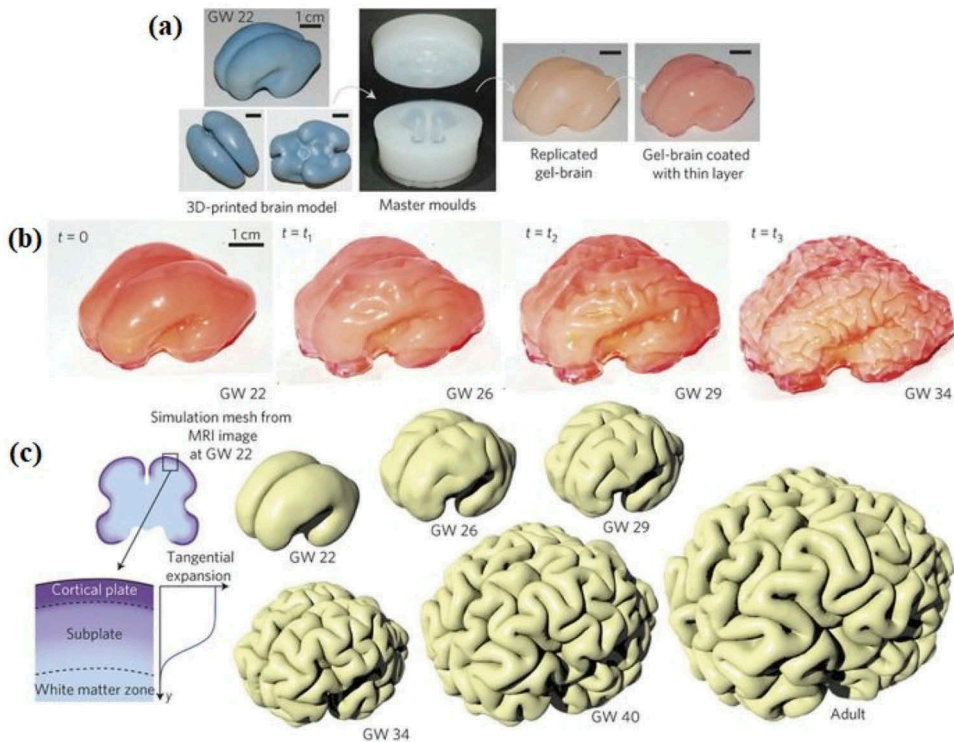 (a)
GW 22
1 cm
3D-printed brain model
Master moulds
Replicated
gel-brain
Gel-brain coated
with thin layer
(b)
t = 0
1 cm
t = t₁
t = t₂
t = t₃
GW 22
GW 26
GW 29
GW 34
(c)
Simulation mesh from
MRI image
at GW 22
GW 22
GW 26
GW 29
Tangential
expansion
Cortical plate
Subplate
White matter zone
y
GW 34
GW 40
Adult